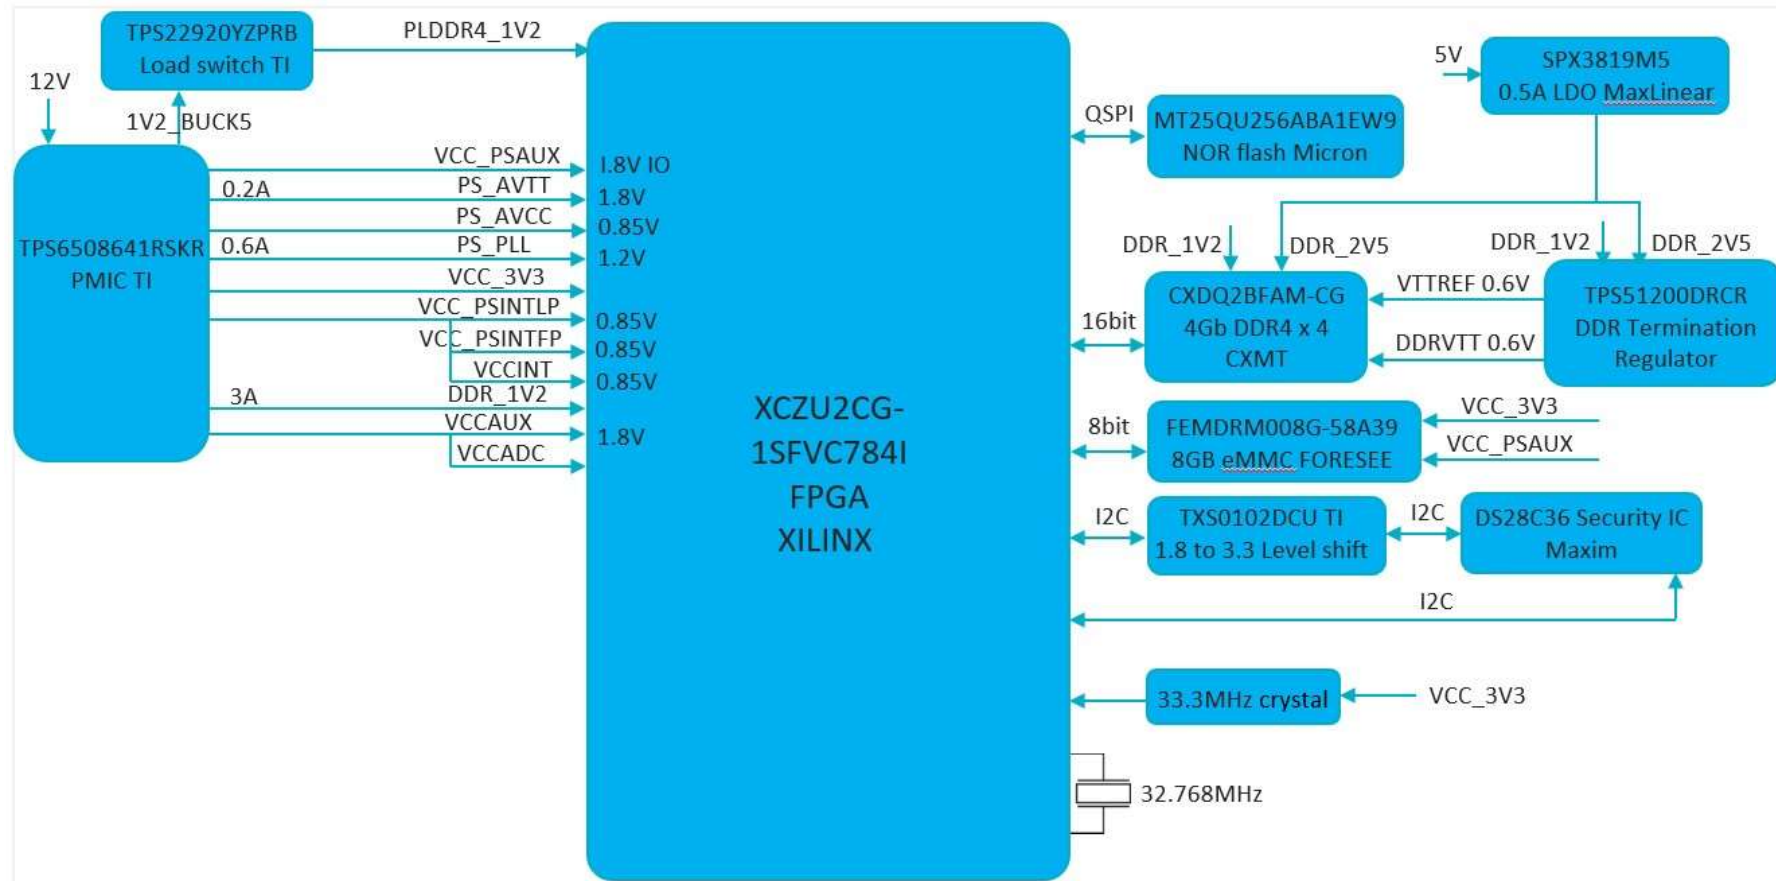 TPS22920YZPRB
Load switch TI
PLDDR4_1V2
12V
1V2_BUCK5
TPS6508641RSKR
PMIC TI
VCC_PSAUX
I.8V IO
0.2A
PS_AVTT
1.8V
PS_AVCC
0.85V
0.6A
PS_PLL
1.2V
VCC_3V3
VCC_PSINTLP
0.85V
VCC_PSINTFP
0.85V
VCCINT
0.85V
3A
DDR_1V2
VCCAUX
1.8V
VCCADC
XCZU2CG-
1SFVC784I
FPGA
XILINX
5V
SPX3819M5
0.5A LDO MaxLinear
QSPI
MT25QU256ABA1EW9
NOR flash Micron
DDR_1V2
DDR_2V5
DDR_1V2
DDR_2V5
16bit
CXDQ2BFAM-CG
4Gb DDR4 x 4
CXMT
VTTREF 0.6V
DDRVTT 0.6V
TPS51200DRCR
DDR Termination
Regulator
8bit
FEMDRM008G-58A39
8GB eMMC FORESEE
VCC_3V3
VCC_PSAUX
I2C
TXS0102DCU TI
1.8 to 3.3 Level shift
I2C
DS28C36 Security IC
Maxim
I2C
33.3MHz crystal
VCC_3V3
32.768MHz